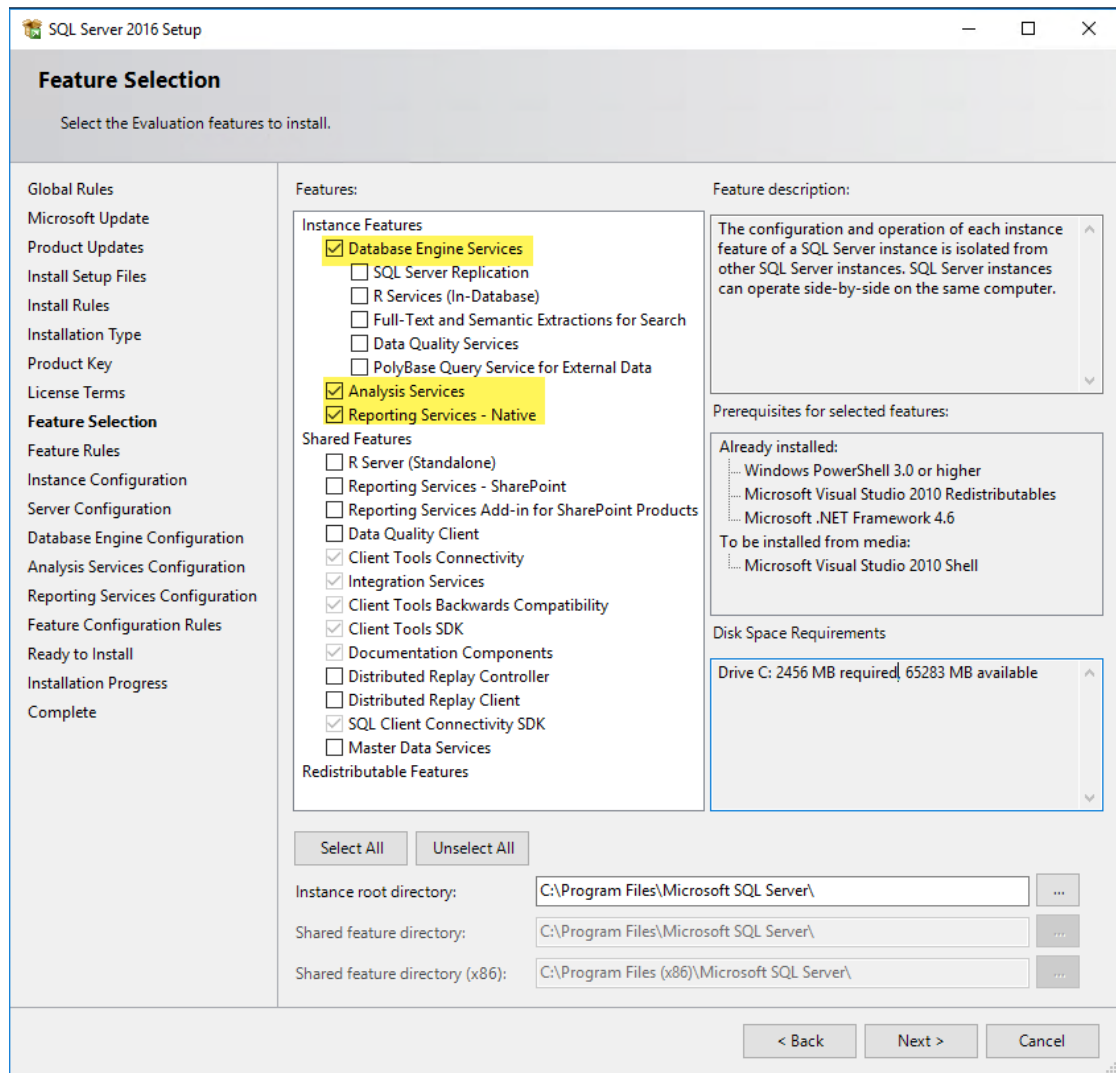 SQL Server 2016 Setup
Feature Selection
Select the Evaluation features to install.
Global Rules
Microsoft Update
Product Updates
Install Setup Files
Install Rules
Installation Type
Product Key
License Terms
Feature Selection
Feature Rules
Instance Configuration
Server Configuration
Database Engine Configuration
Analysis Services Configuration
Reporting Services Configuration
Feature Configuration Rules
Ready to Install
Installation Progress
Complete
Features:
Instance Features
Database Engine Services
SQL Server Replication
R Services (In-Database)
Full-Text and Semantic Extractions for Search
Data Quality Services
PolyBase Query Service for External Data
Analysis Services
Reporting Services - Native
Shared Features
R Server (Standalone)
Reporting Services - SharePoint
Reporting Services Add-in for SharePoint Products
Data Quality Client
Client Tools Connectivity
Integration Services
Client Tools Backwards Compatibility
Client Tools SDK
Documentation Components
Distributed Replay Controller
Distributed Replay Client
SQL Client Connectivity SDK
Master Data Services
Redistributable Features
Feature description:
The configuration and operation of each instance
feature of a SQL Server instance is isolated from
other SQL Server instances. SQL Server instances
can operate side-by-side on the same computer.
Prerequisites for selected features:
Already installed:
Windows PowerShell 3.0 or higher
Microsoft Visual Studio 2010 Redistributables
Microsoft .NET Framework 4.6
To be installed from media:
Microsoft Visual Studio 2010 Shell
Disk Space Requirements
Drive C: 2456 MB required, 65283 MB available
Select All
Unselect All
Instance root directory:
C:\Program Files\Microsoft SQL Server\
...
Shared feature directory:
C:\Program Files\Microsoft SQL Server\
...
Shared feature directory (x86):
C:\Program Files (x86)\Microsoft SQL Server\
...
< Back
Next >
Cancel